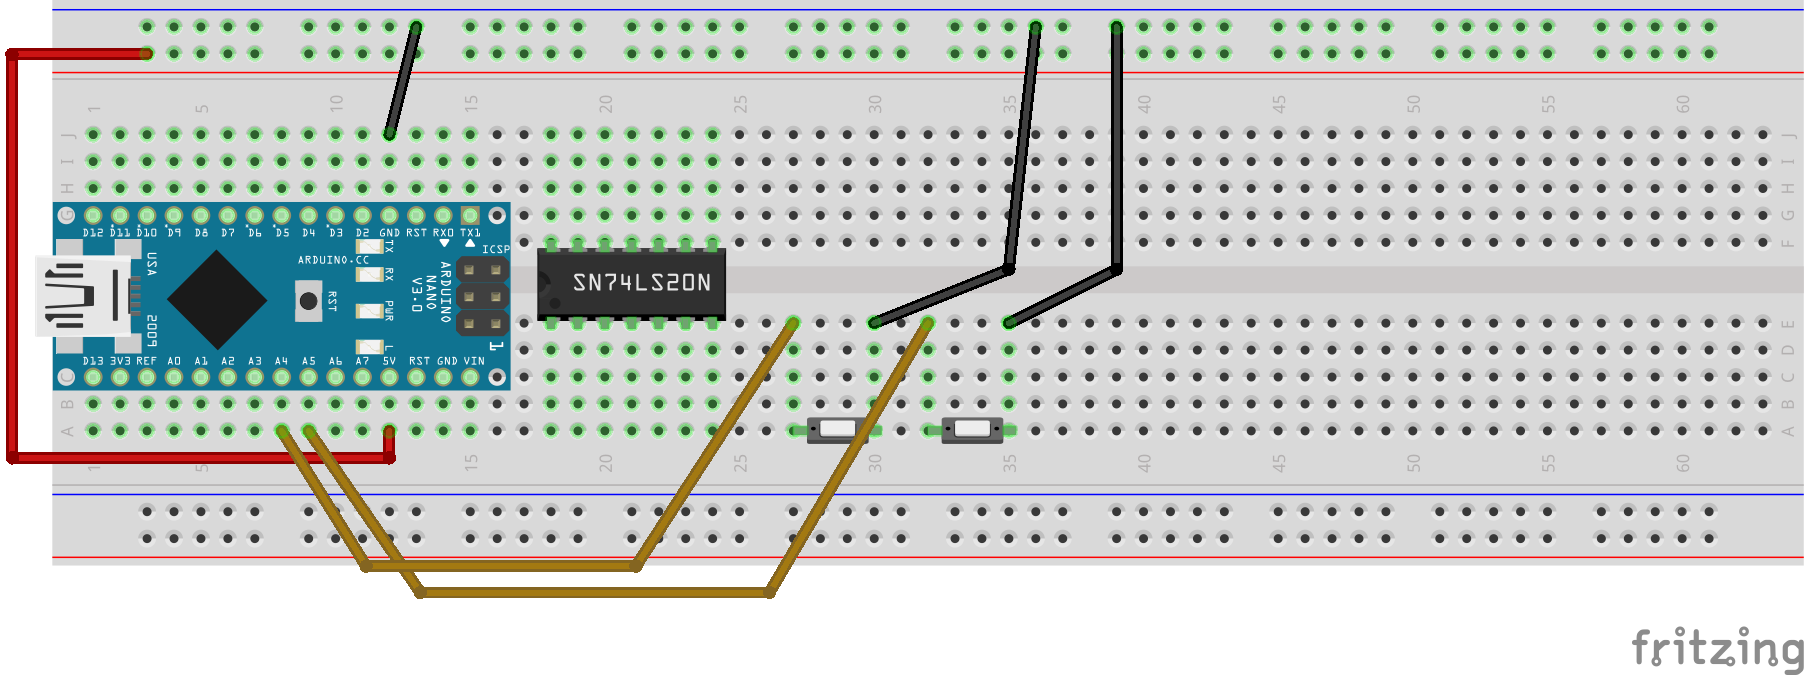 1 5 10 15 20 25 30 35 40 45 50 55 60
J J
I I
H H
G G
D12 D11 D10 D9 D8 D7 D6 D5 D4 D3 D2 GND RST RX0 TX1
F
ICSP
TX
USA
ARDUINO.CC
RX
ARDUINO
NANO
V3.0
SN74LS20N
RST
PWR
2009
L
1
E
D13 3V3 REF A0 A1 A2 A3 A4 A5 A6 A7 5V RST GND VIN
D
C C
B B
A A
1 5 15 20 25 30 35 40 45 50 55 60
fritzing